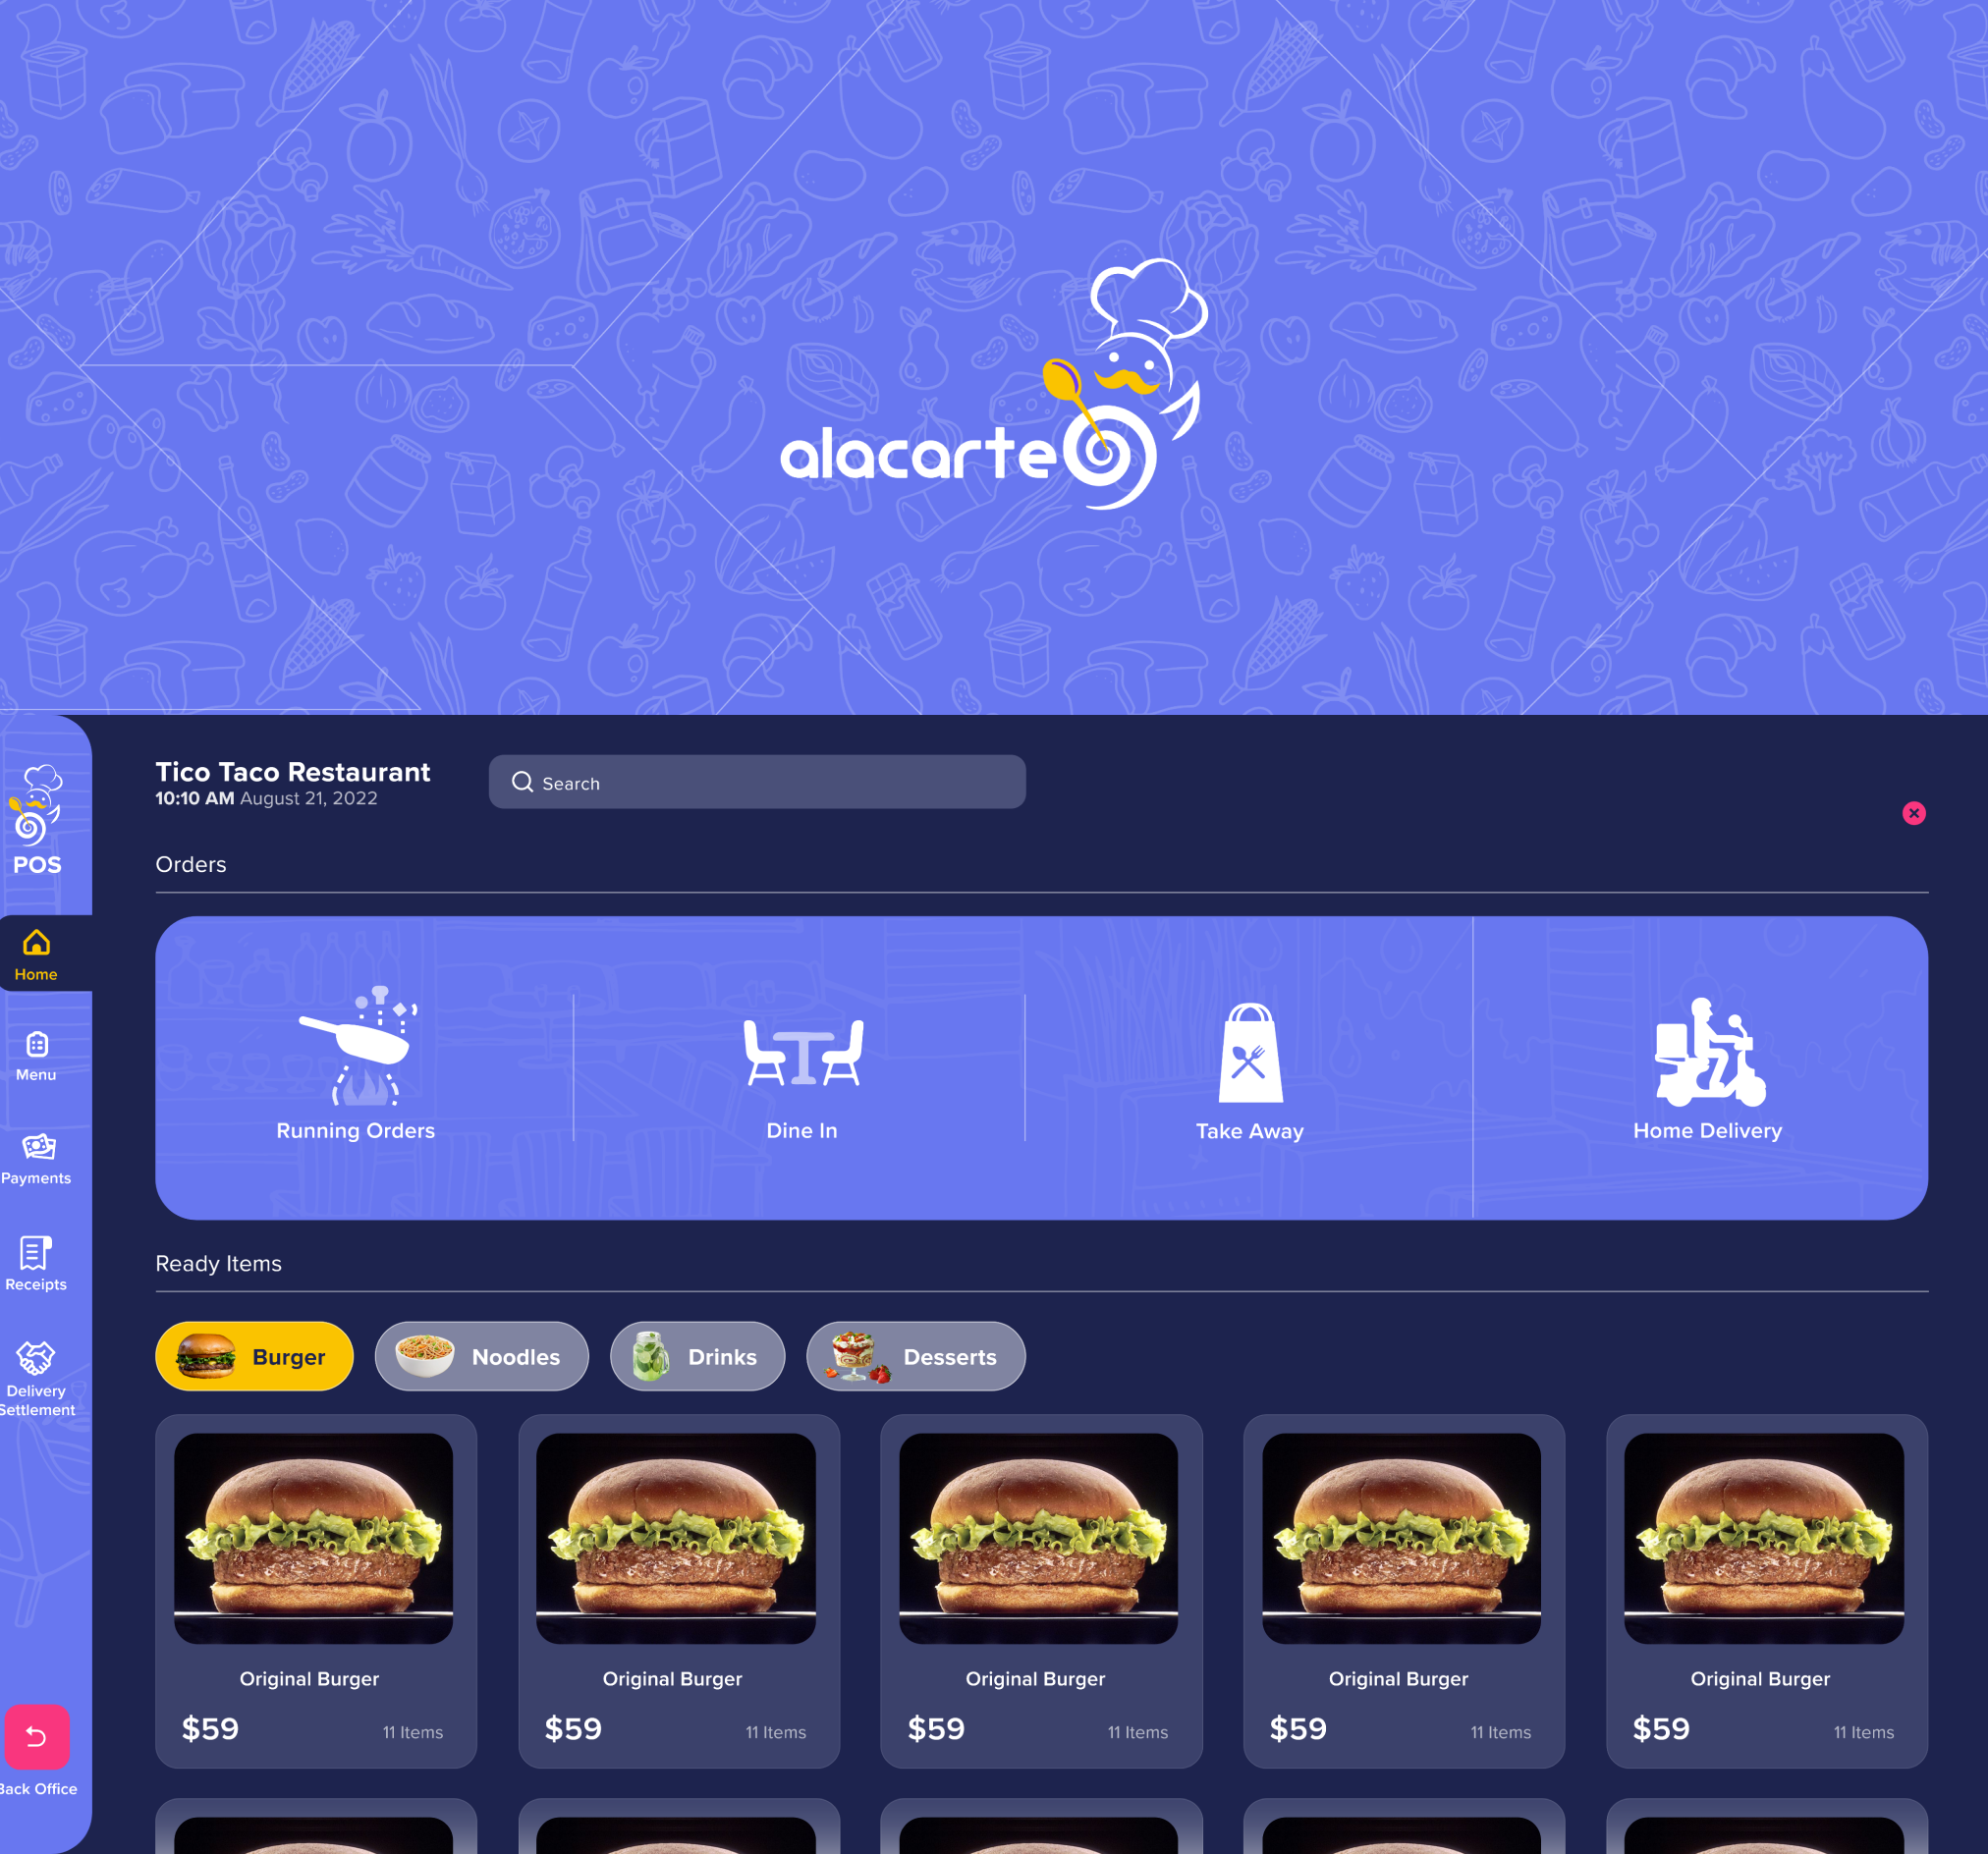 alacarte
POS
Home
Menu
Payments
Receipts
Delivery
Settlement
Back Office
Tico Taco Restaurant
10:10 AM August 21, 2022
Search
Orders
Running Orders
Dine In
Take Away
Home Delivery
Ready Items
Burger
Noodles
Drinks
Desserts
Original Burger
$59 11 Items
Original Burger
$59 11 Items
Original Burger
$59 11 Items
Original Burger
$59 11 Items
Original Burger
$59 11 Items